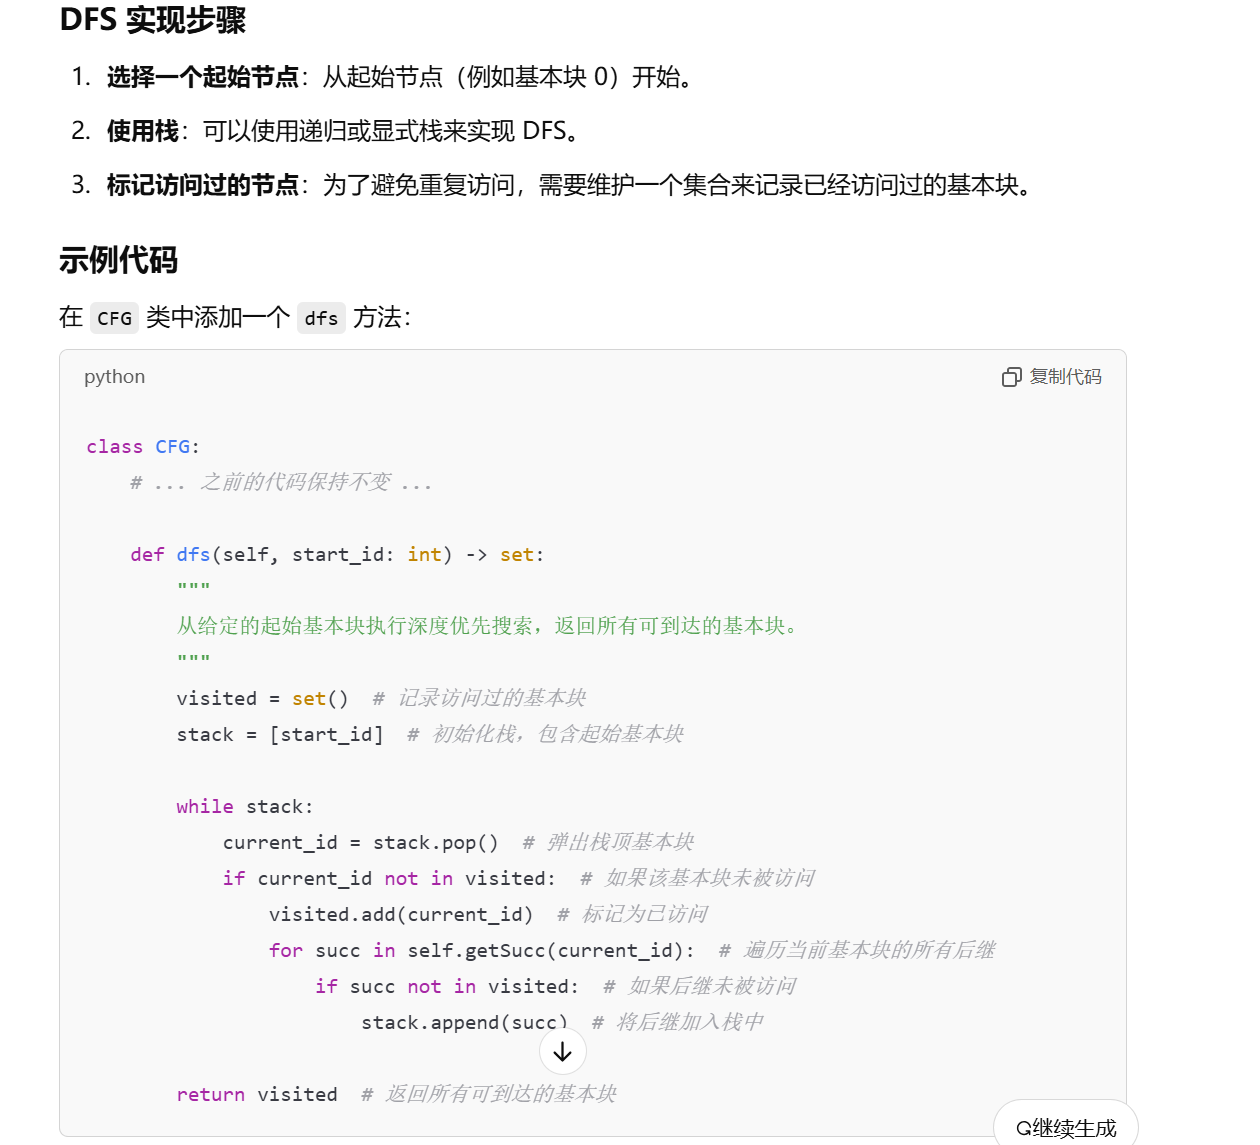 DFS 实现步骤
1. 选择一个起始节点：从起始节点（例如基本块 0）开始。
2. 使用栈：可以使用递归或显式栈来实现 DFS。
3. 标记访问过的节点：为了避免重复访问，需要维护一个集合来记录已经访问过的基本块。
示例代码
在 CFG 类中添加一个 dfs 方法：
python 复制代码
class CFG:
    # ... 之前的代码保持不变 ...
    def dfs(self, start_id: int) -> set:
        """
        从给定的起始基本块执行深度优先搜索，返回所有可到达的基本块。
        """
        visited = set()  # 记录访问过的基本块
        stack = [start_id]  # 初始化栈，包含起始基本块
        while stack:
            current_id = stack.pop()  # 弹出栈顶基本块
            if current_id not in visited:  # 如果该基本块未被访问
                visited.add(current_id)  # 标记为已访问
                for succ in self.getSucc(current_id):  # 遍历当前基本块的所有后继
                    if succ not in visited:  # 如果后继未被访问
                        stack.append(succ)  # 将后继加入栈中
        return visited  # 返回所有可到达的基本块
继续生成